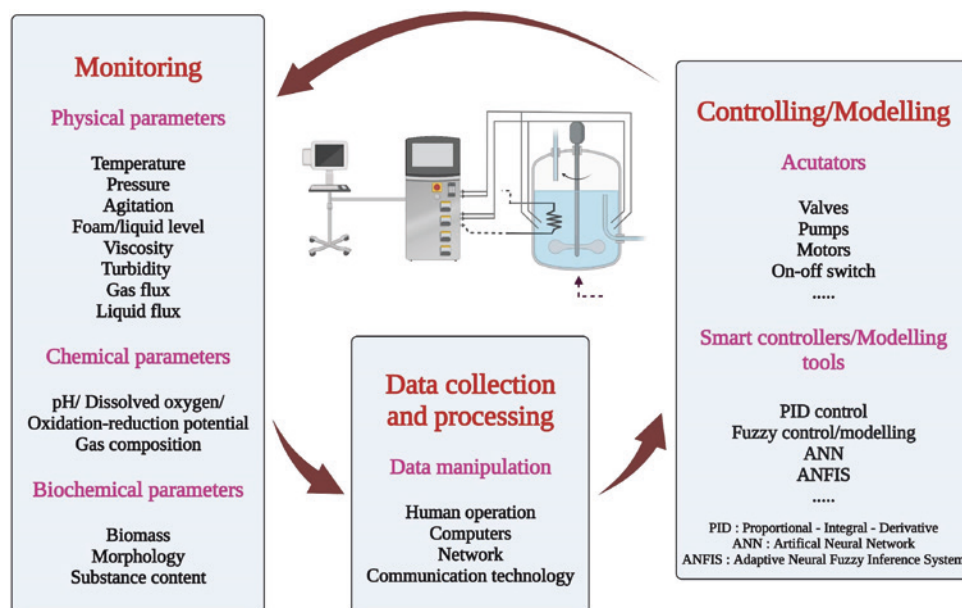 Monitoring
Physical parameters
Temperature
Pressure
Agitation
Foam/liquid level
Viscosity
Turbidity
Gas flux
Liquid flux
Chemical parameters
pH/ Dissolved oxygen/
Oxidation-reduction potential
Gas composition
Biochemical parameters
Biomass
Morphology
Substance content
Data collection
and processing
Data manipulation
Human operation
Computers
Network
Communication technology
Controlling/Modelling
Acutators
Valves
Pumps
Motors
On-off switch
.....
Smart controllers/Modelling
tools
PID control
Fuzzy control/modelling
ANN
ANFIS
.....
PID : Proportional - Integral - Derivative
ANN : Artifical Neural Network
ANFIS : Adaptive Neural Fuzzy Inference System